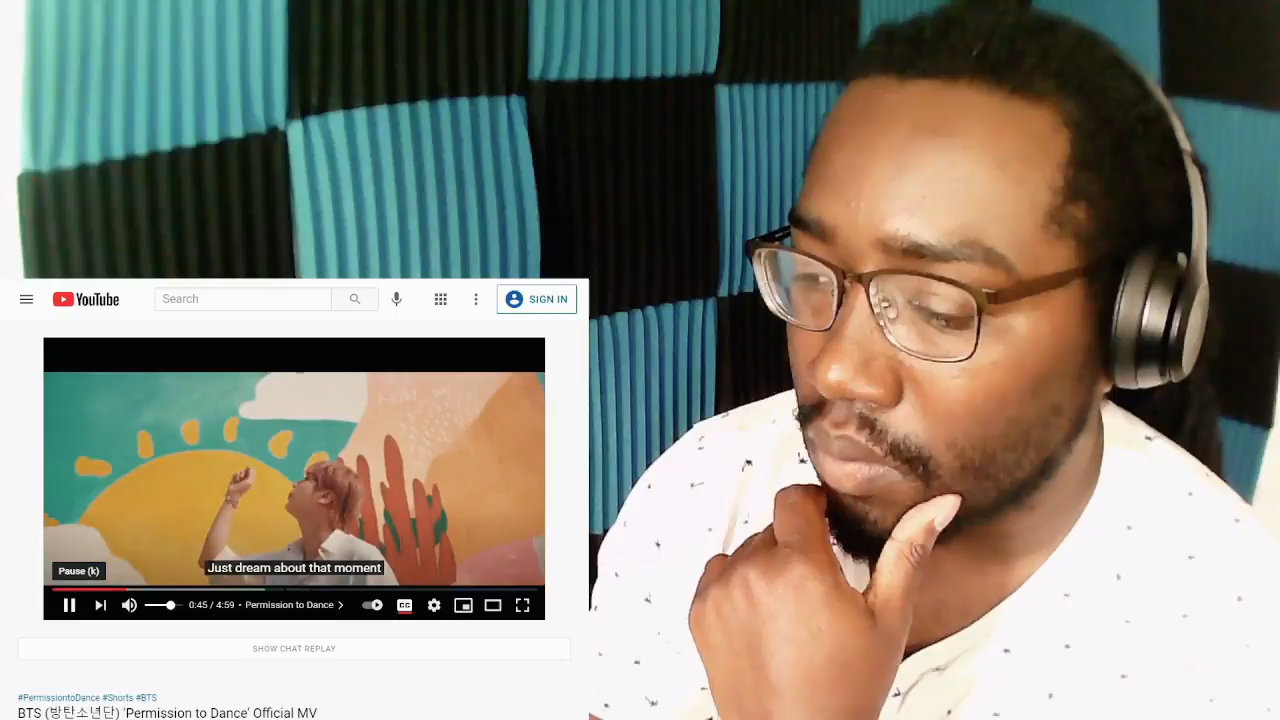 YouTube
Search
SIGN IN
Just dream about that moment
Pause (k)
0:45 / 4:59 • Permission to Dance
CC
SHOW CHAT REPLAY
#PermissiontoDance #Shorts #BTS
BTS (방탄소년단) 'Permission to Dance' Official MV